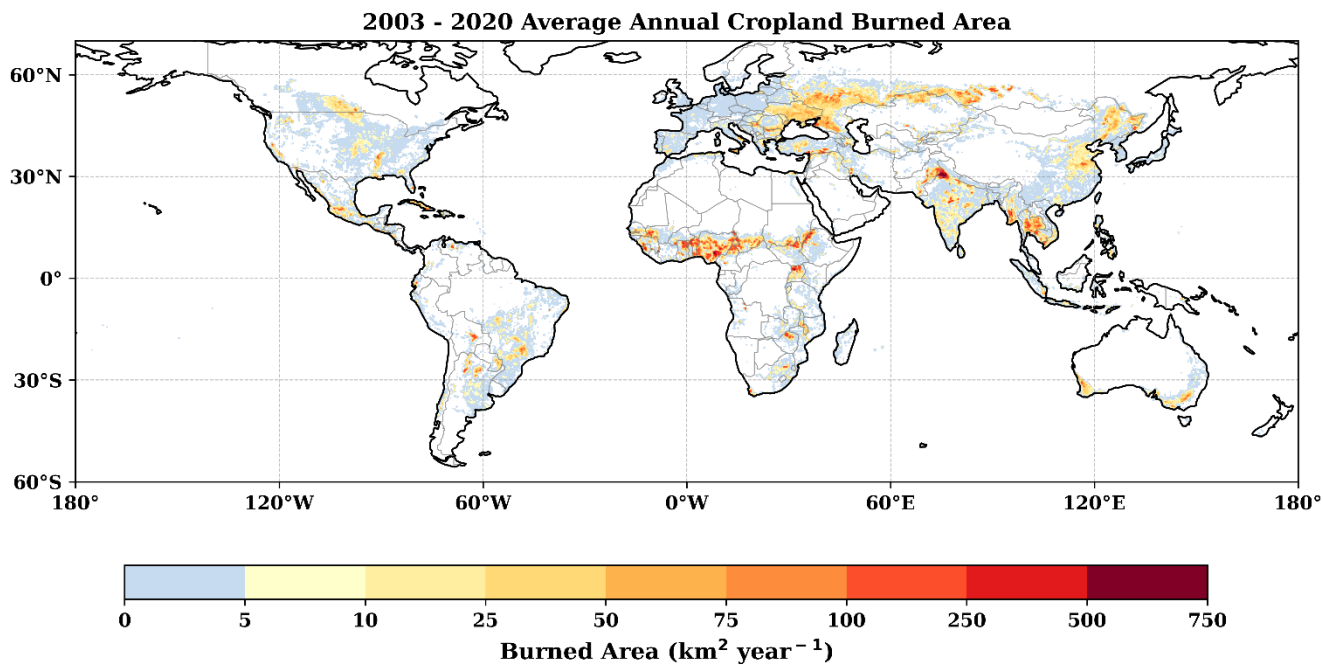 2003 - 2020 Average Annual Cropland Burned Area
60°N
30°N
0°
30°S
60°S
180° 120°W 60°W 0°W 60°E 120°E 180°
0 5 10 25 50 75 100 250 500 750
Burned Area (km² year⁻¹)